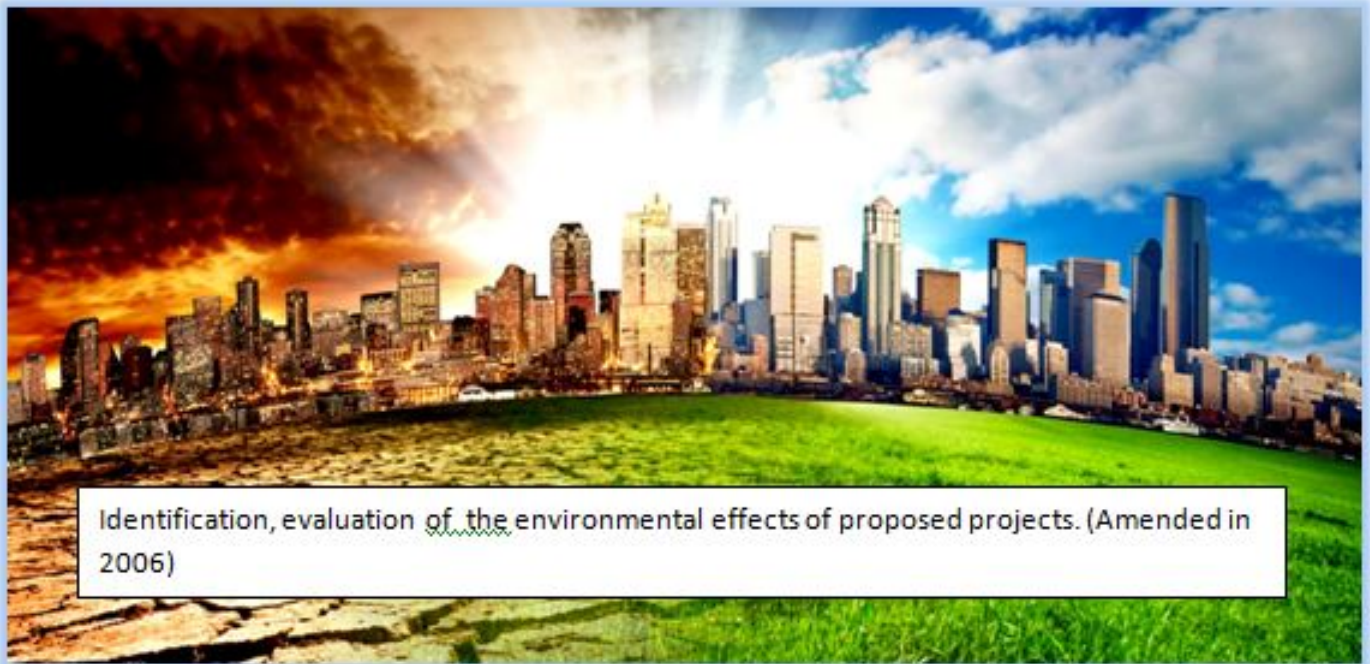 Identification, evaluation of the environmental effects of proposed projects. (Amended in
2006)